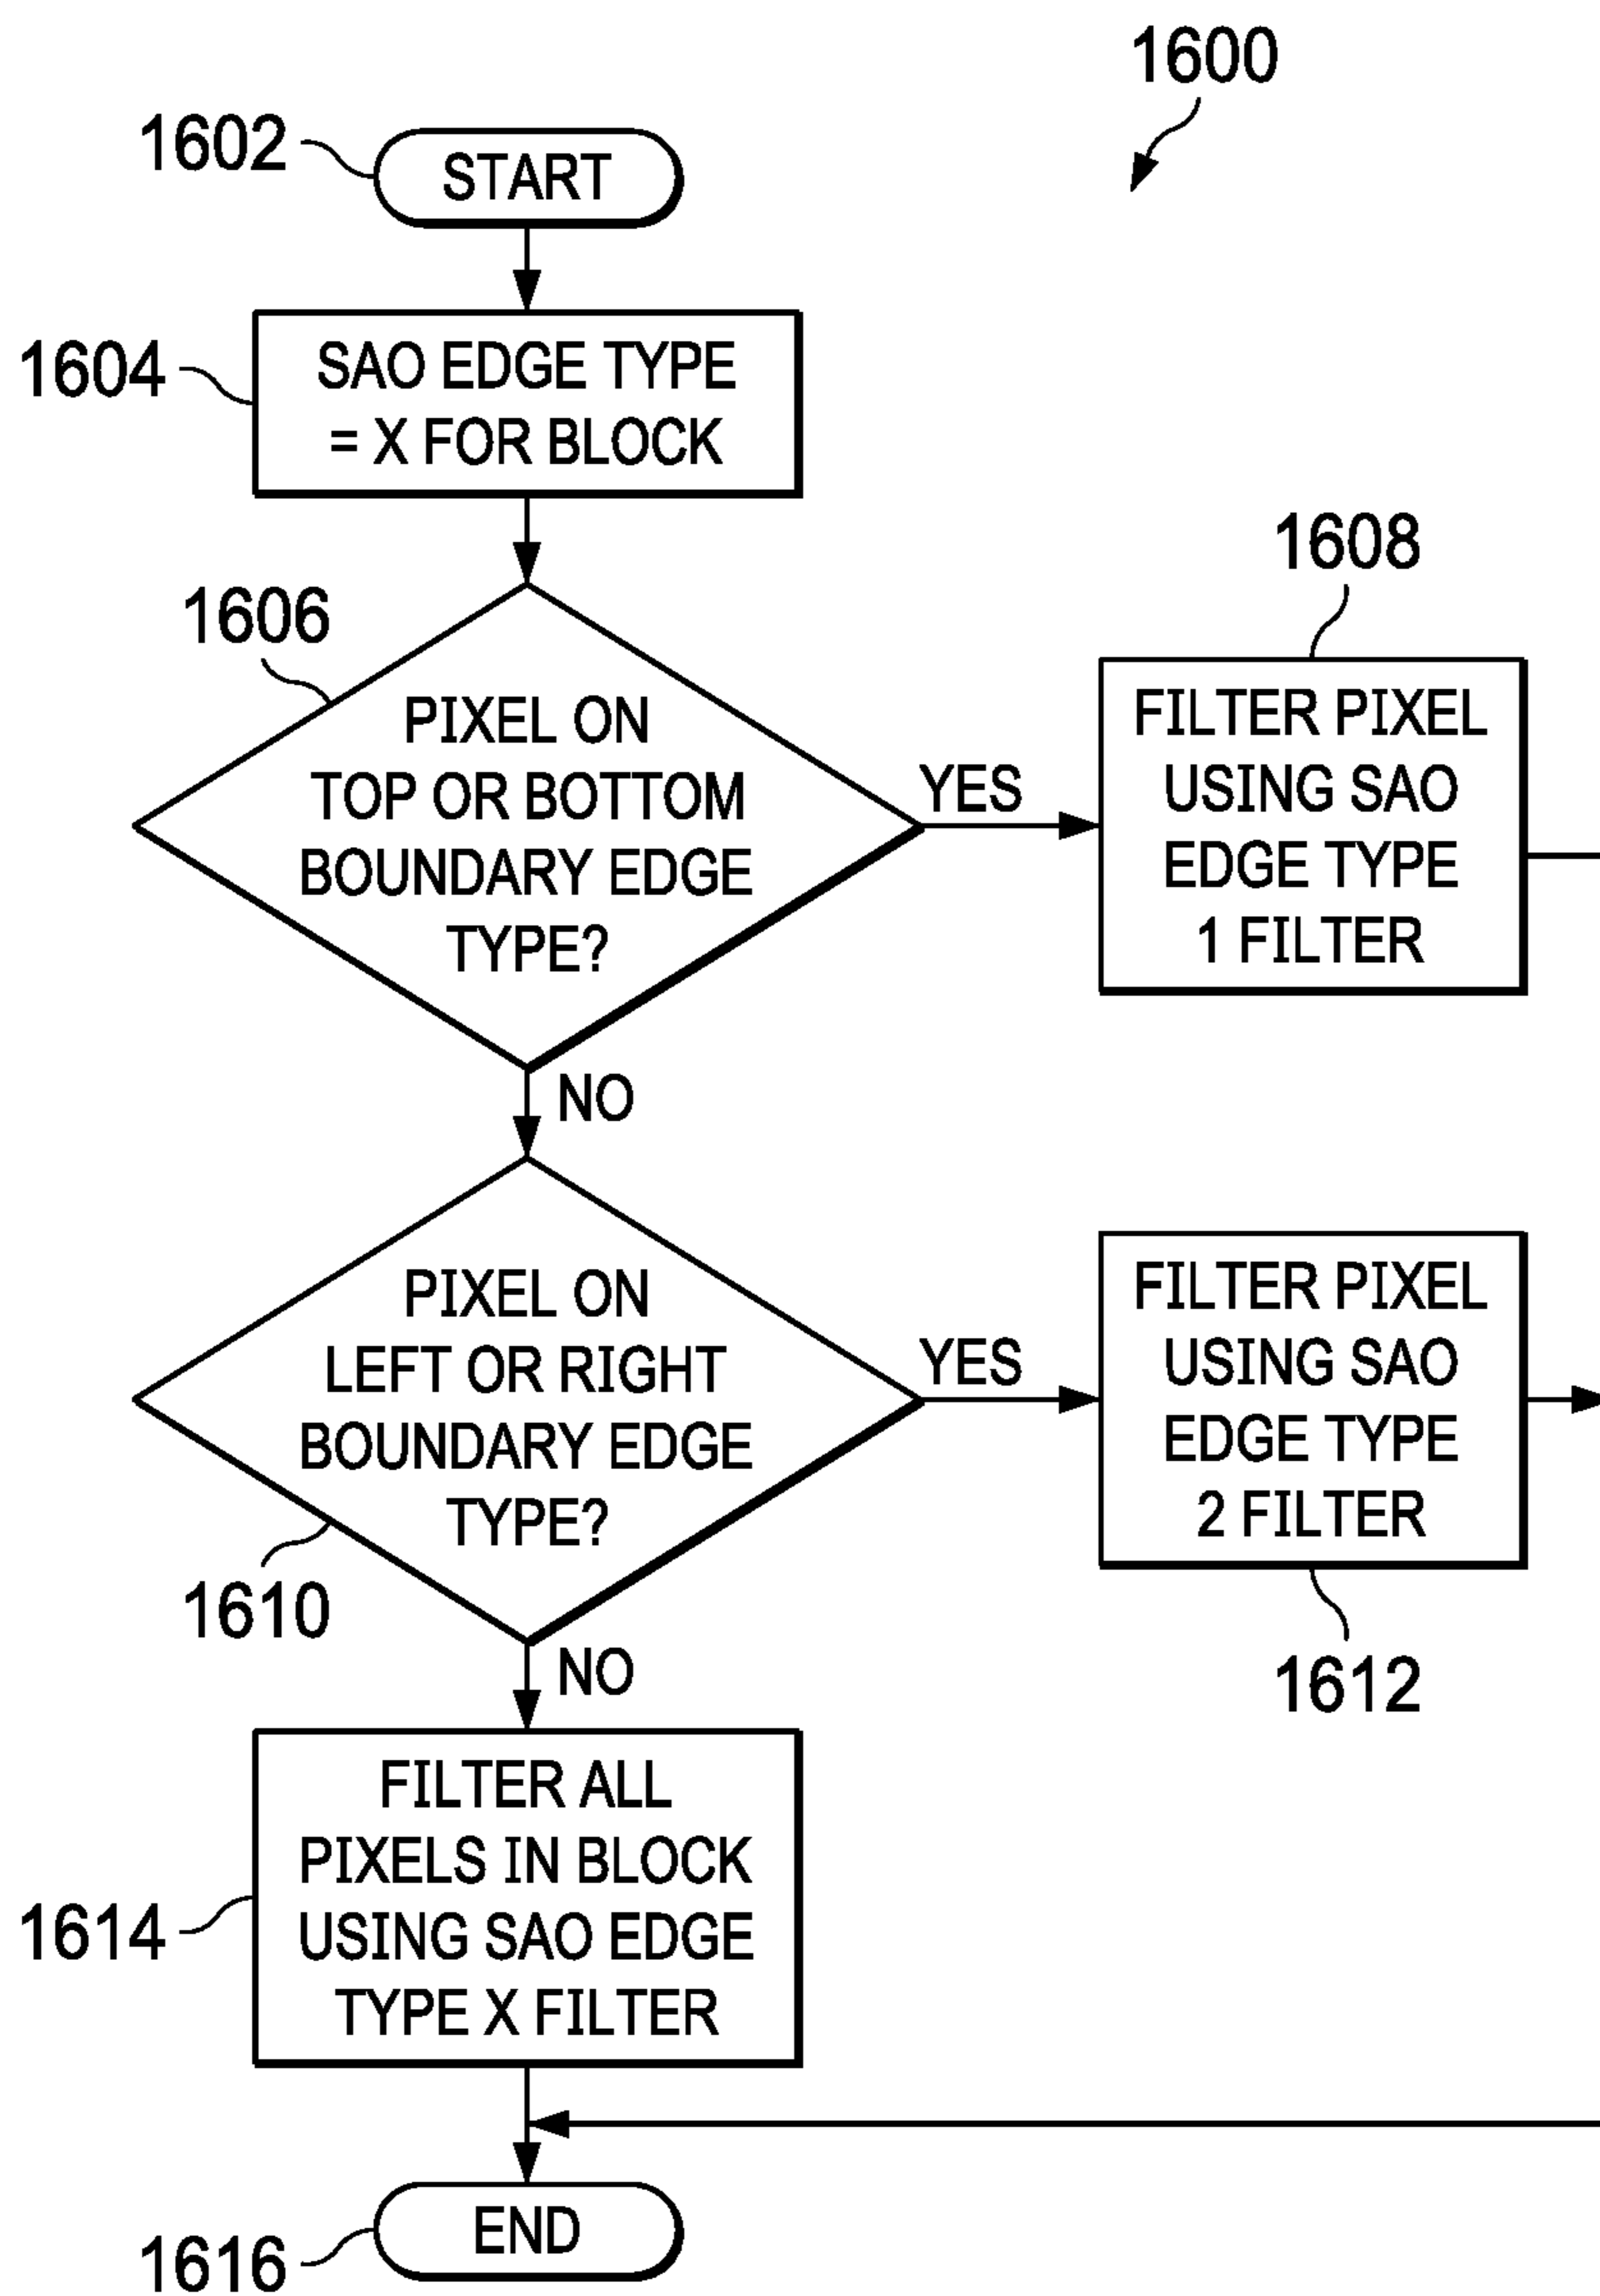 1600
1602
START
1604
SAO EDGE TYPE
= X FOR BLOCK
1606
PIXEL ON
TOP OR BOTTOM
BOUNDARY EDGE
TYPE?
YES
1608
FILTER PIXEL
USING SAO
EDGE TYPE
1 FILTER
NO
PIXEL ON
LEFT OR RIGHT
BOUNDARY EDGE
TYPE?
1610
YES
FILTER PIXEL
USING SAO
EDGE TYPE
2 FILTER
1612
NO
FILTER ALL
PIXELS IN BLOCK
USING SAO EDGE
TYPE X FILTER
1614
END
1616